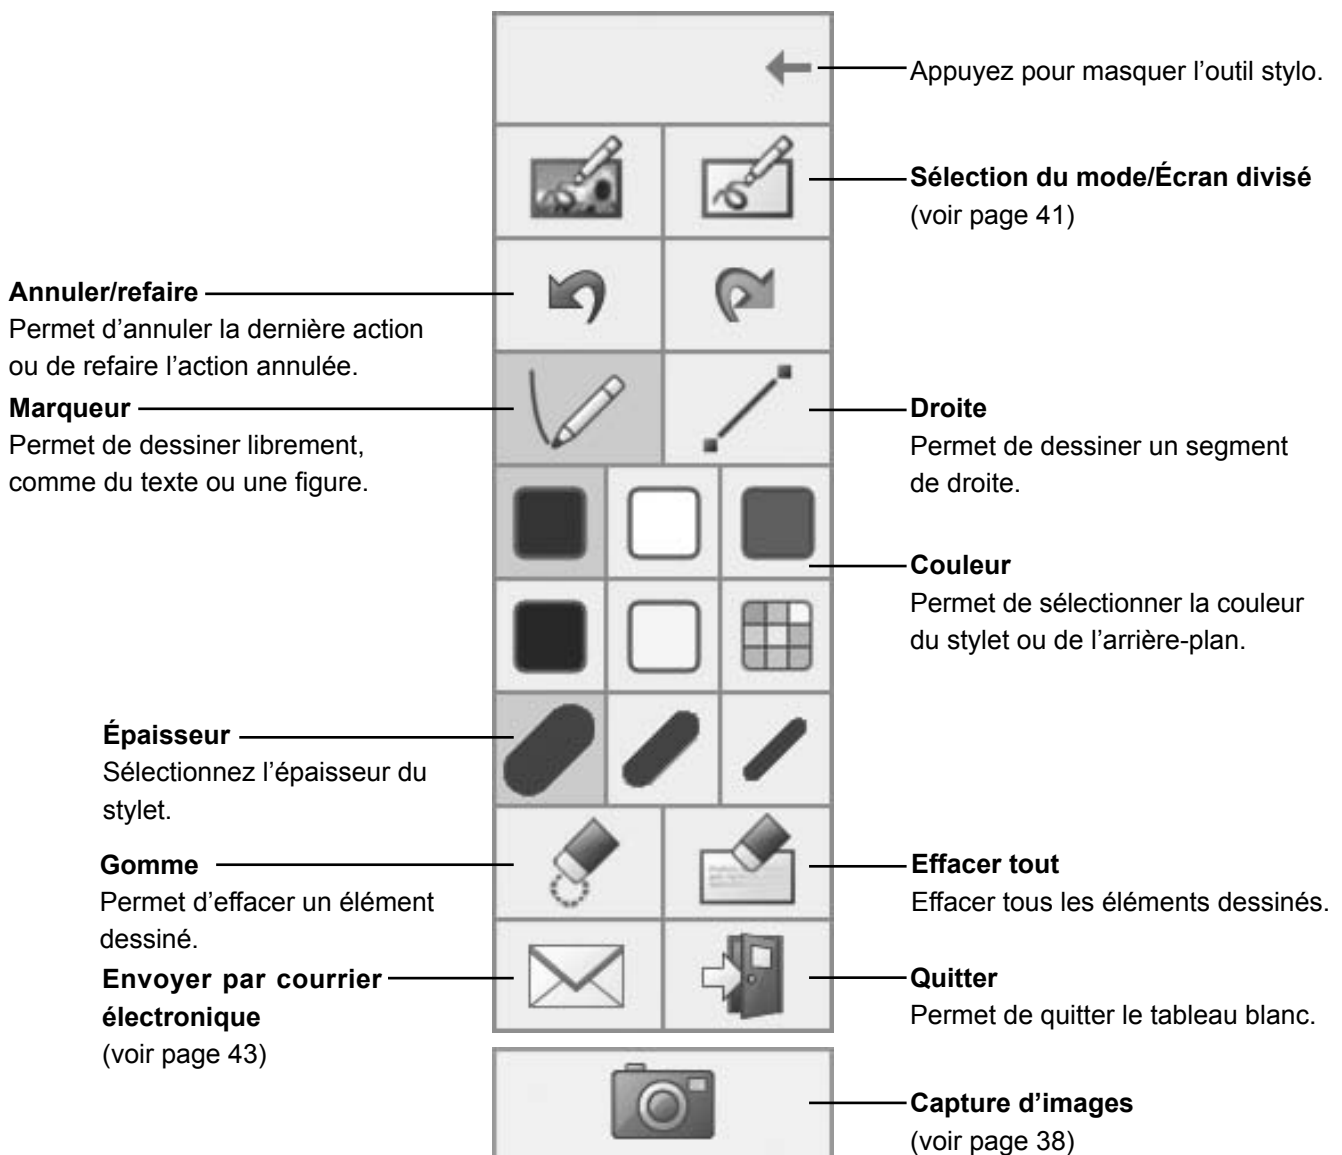 Appuyez pour masquer l’outil stylo.
Sélection du mode/Écran divisé
(voir page 41)
Annuler/refaire
Permet d’annuler la dernière action
ou de refaire l’action annulée.
Marqueur
Permet de dessiner librement,
comme du texte ou une figure.
Droite
Permet de dessiner un segment
de droite.
Couleur
Permet de sélectionner la couleur
du stylet ou de l’arrière-plan.
Épaisseur
Sélectionnez l’épaisseur du
stylet.
Gomme
Permet d’effacer un élément
dessiné.
Effacer tout
Effacer tous les éléments dessinés.
Envoyer par courrier
électronique
(voir page 43)
Quitter
Permet de quitter le tableau blanc.
Capture d’images
(voir page 38)